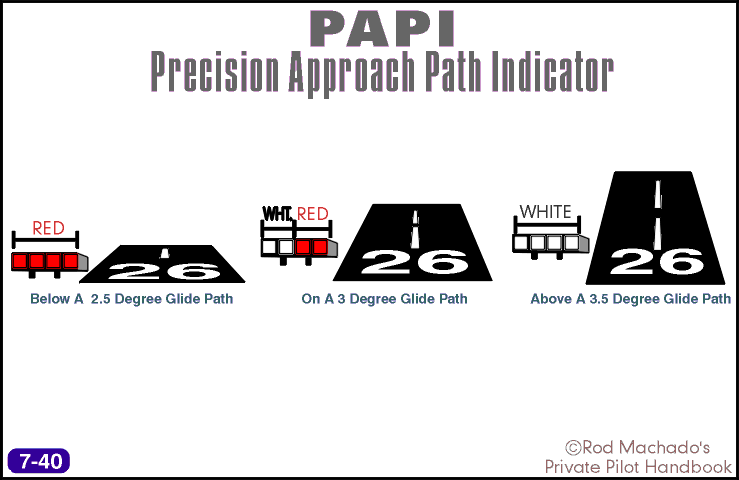 PAPI
Precision Approach Path Indicator
RED
26
Below A 2.5 Degree Glide Path
WHT, RED
26
On A 3 Degree Glide Path
WHITE
26
Above A 3.5 Degree Glide Path
7-40
©Rod Machado's
Private Pilot Handbook